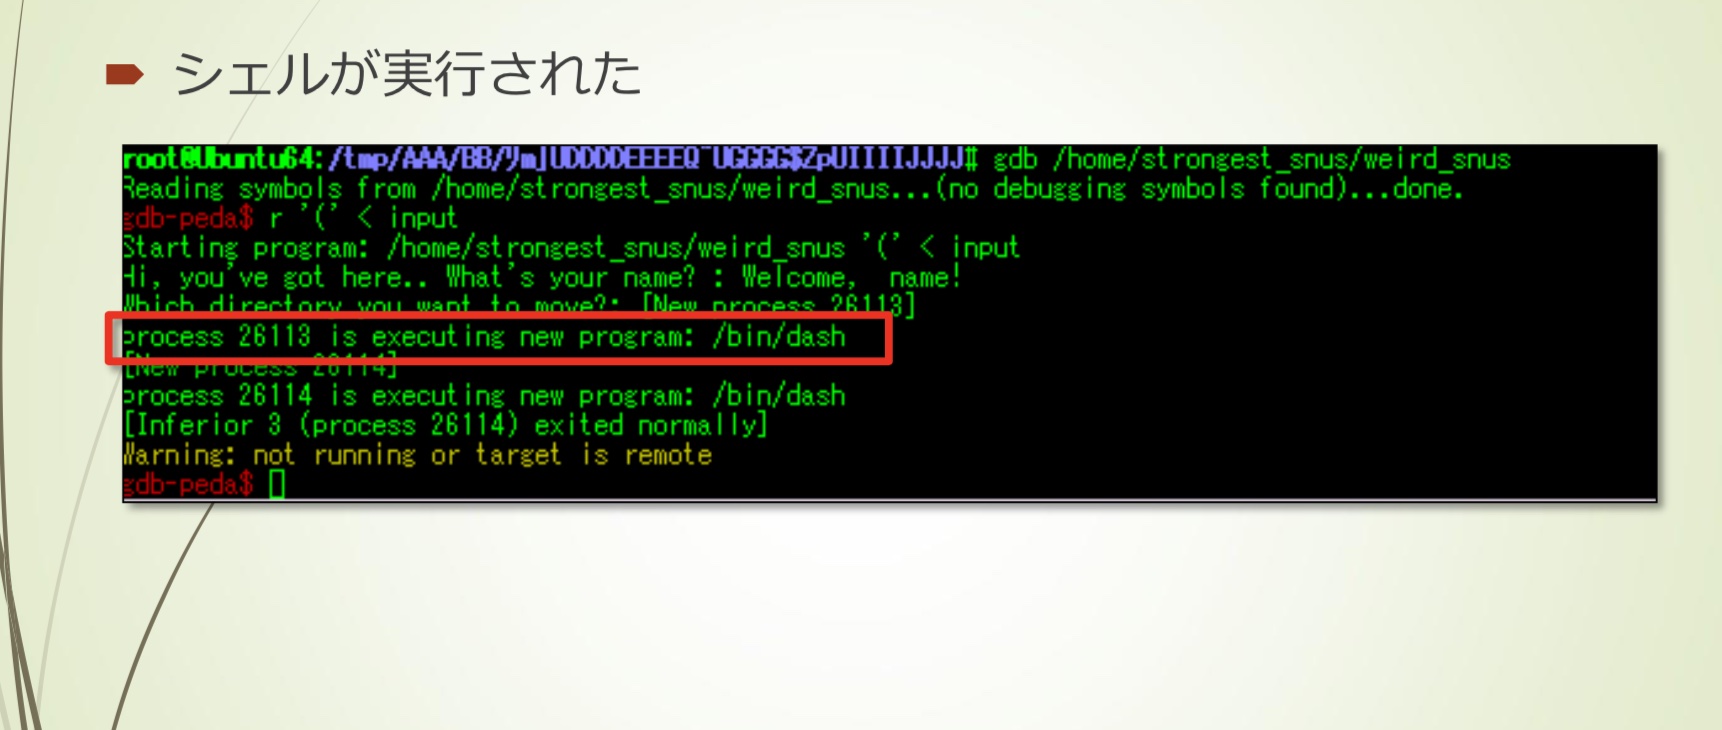 シェルが実行された
root@Ubuntu64:/tmp/AAA/BB/リm]UDDDDEEEEQ~UGGGG$ZpUIIIIJJJJ# gdb /home/strongest_snus/weird_snus
Reading symbols from /home/strongest_snus/weird_snus...(no debugging symbols found)...done.
gdb-peda$ r '(' < input
Starting program: /home/strongest_snus/weird_snus '(' < input
Hi, you've got here.. What's your name? : Welcome,  name!
Which directory you want to move?: [New process 26113]
process 26113 is executing new program: /bin/dash
[New process 26114]
process 26114 is executing new program: /bin/dash
[Inferior 3 (process 26114) exited normally]
Warning: not running or target is remote
gdb-peda$